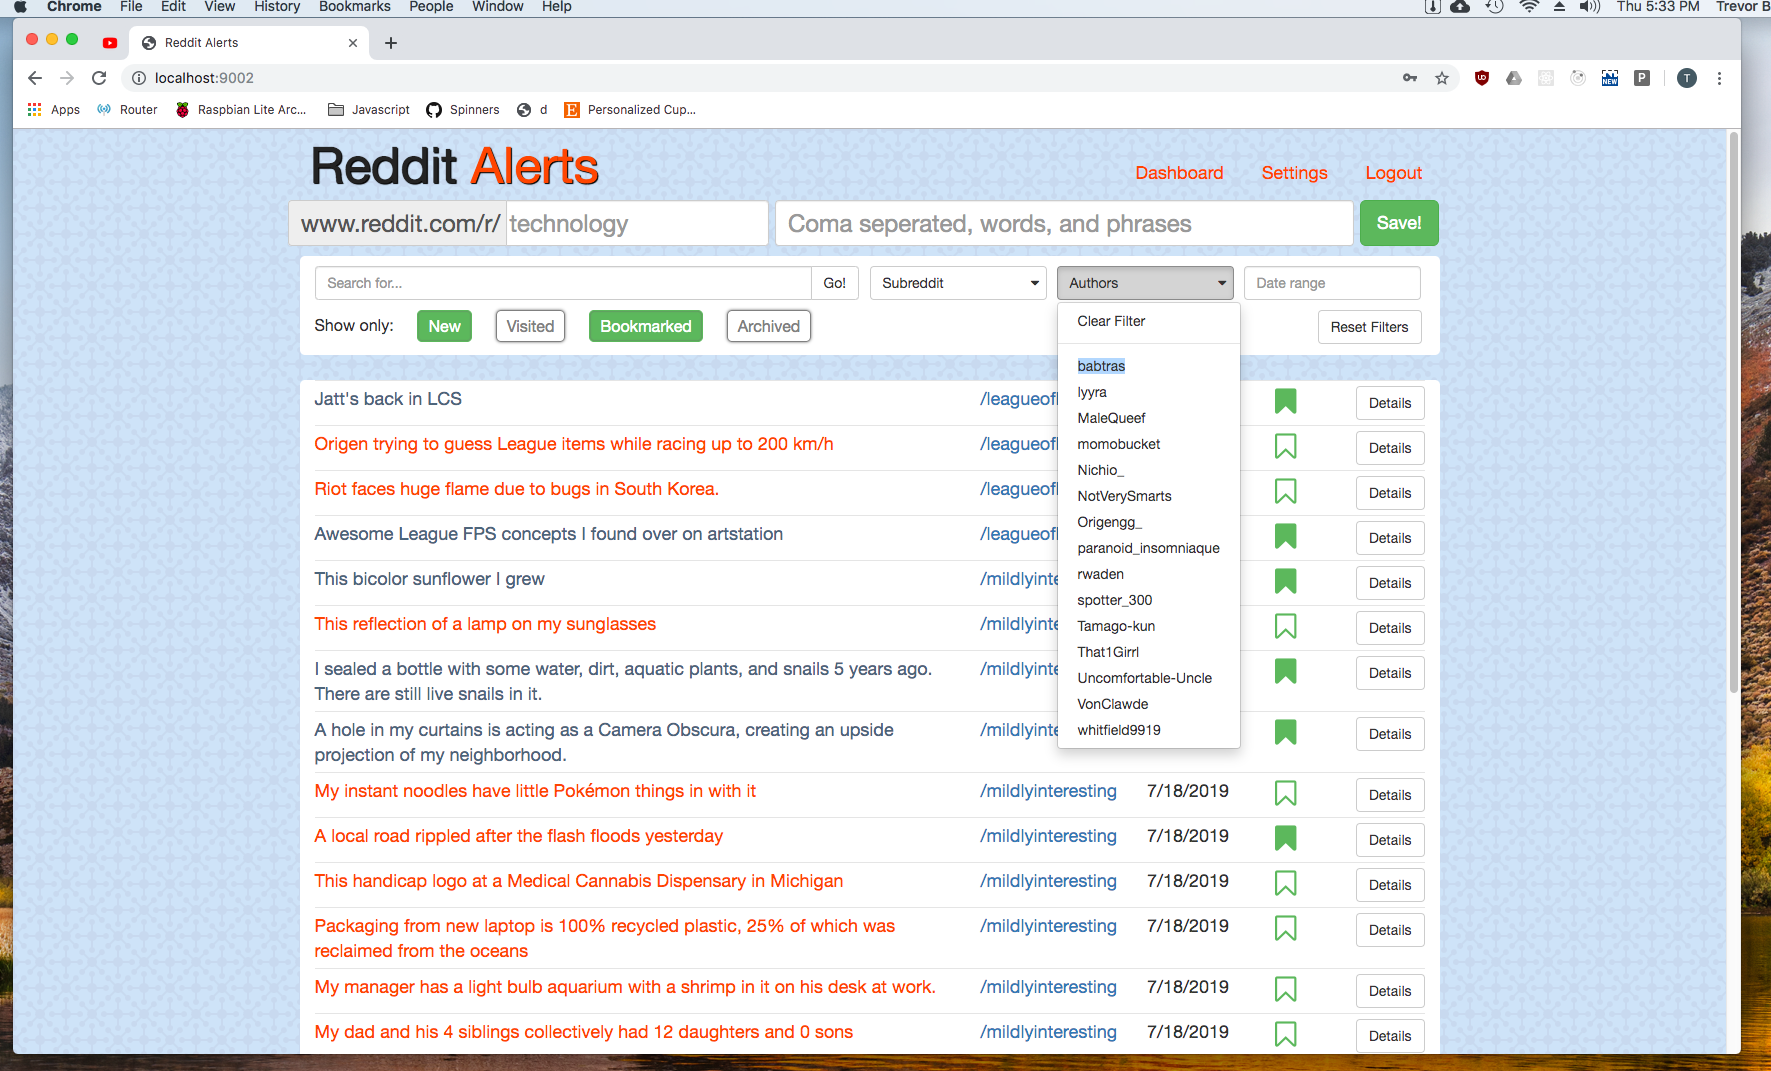 Chrome File Edit View History Bookmarks People Window Help Thu 5:33 PM Trevor B
Reddit Alerts
localhost:9002
Apps Router Raspbian Lite Arc... Javascript Spinners d Personalized Cup...
Reddit Alerts
Dashboard Settings Logout
www.reddit.com/r/ technology Coma seperated, words, and phrases Save!
Search for... Go! Subreddit Authors Date range
Show only: New Visited Bookmarked Archived Reset Filters
Clear Filter
babtras
lyyra
MaleQueef
momobucket
Nichio_
NotVerySmarts
Origengg_
paranoid_insomniaque
rwaden
spotter_300
Tamago-kun
That1Girrl
Uncomfortable-Uncle
VonClawde
whitfield9919
Jatt's back in LCS /leagueofl Details
Origen trying to guess League items while racing up to 200 km/h /leagueofl Details
Riot faces huge flame due to bugs in South Korea. /leagueofl Details
Awesome League FPS concepts I found over on artstation /leagueofl Details
This bicolor sunflower I grew /mildlyinte Details
This reflection of a lamp on my sunglasses /mildlyinte Details
I sealed a bottle with some water, dirt, aquatic plants, and snails 5 years ago. /mildlyinte Details
There are still live snails in it.
A hole in my curtains is acting as a Camera Obscura, creating an upside /mildlyinte Details
projection of my neighborhood.
My instant noodles have little Pokémon things in with it /mildlyinteresting 7/18/2019 Details
A local road rippled after the flash floods yesterday /mildlyinteresting 7/18/2019 Details
This handicap logo at a Medical Cannabis Dispensary in Michigan /mildlyinteresting 7/18/2019 Details
Packaging from new laptop is 100% recycled plastic, 25% of which was /mildlyinteresting 7/18/2019 Details
reclaimed from the oceans
My manager has a light bulb aquarium with a shrimp in it on his desk at work. /mildlyinteresting 7/18/2019 Details
My dad and his 4 siblings collectively had 12 daughters and 0 sons /mildlyinteresting 7/18/2019 Details